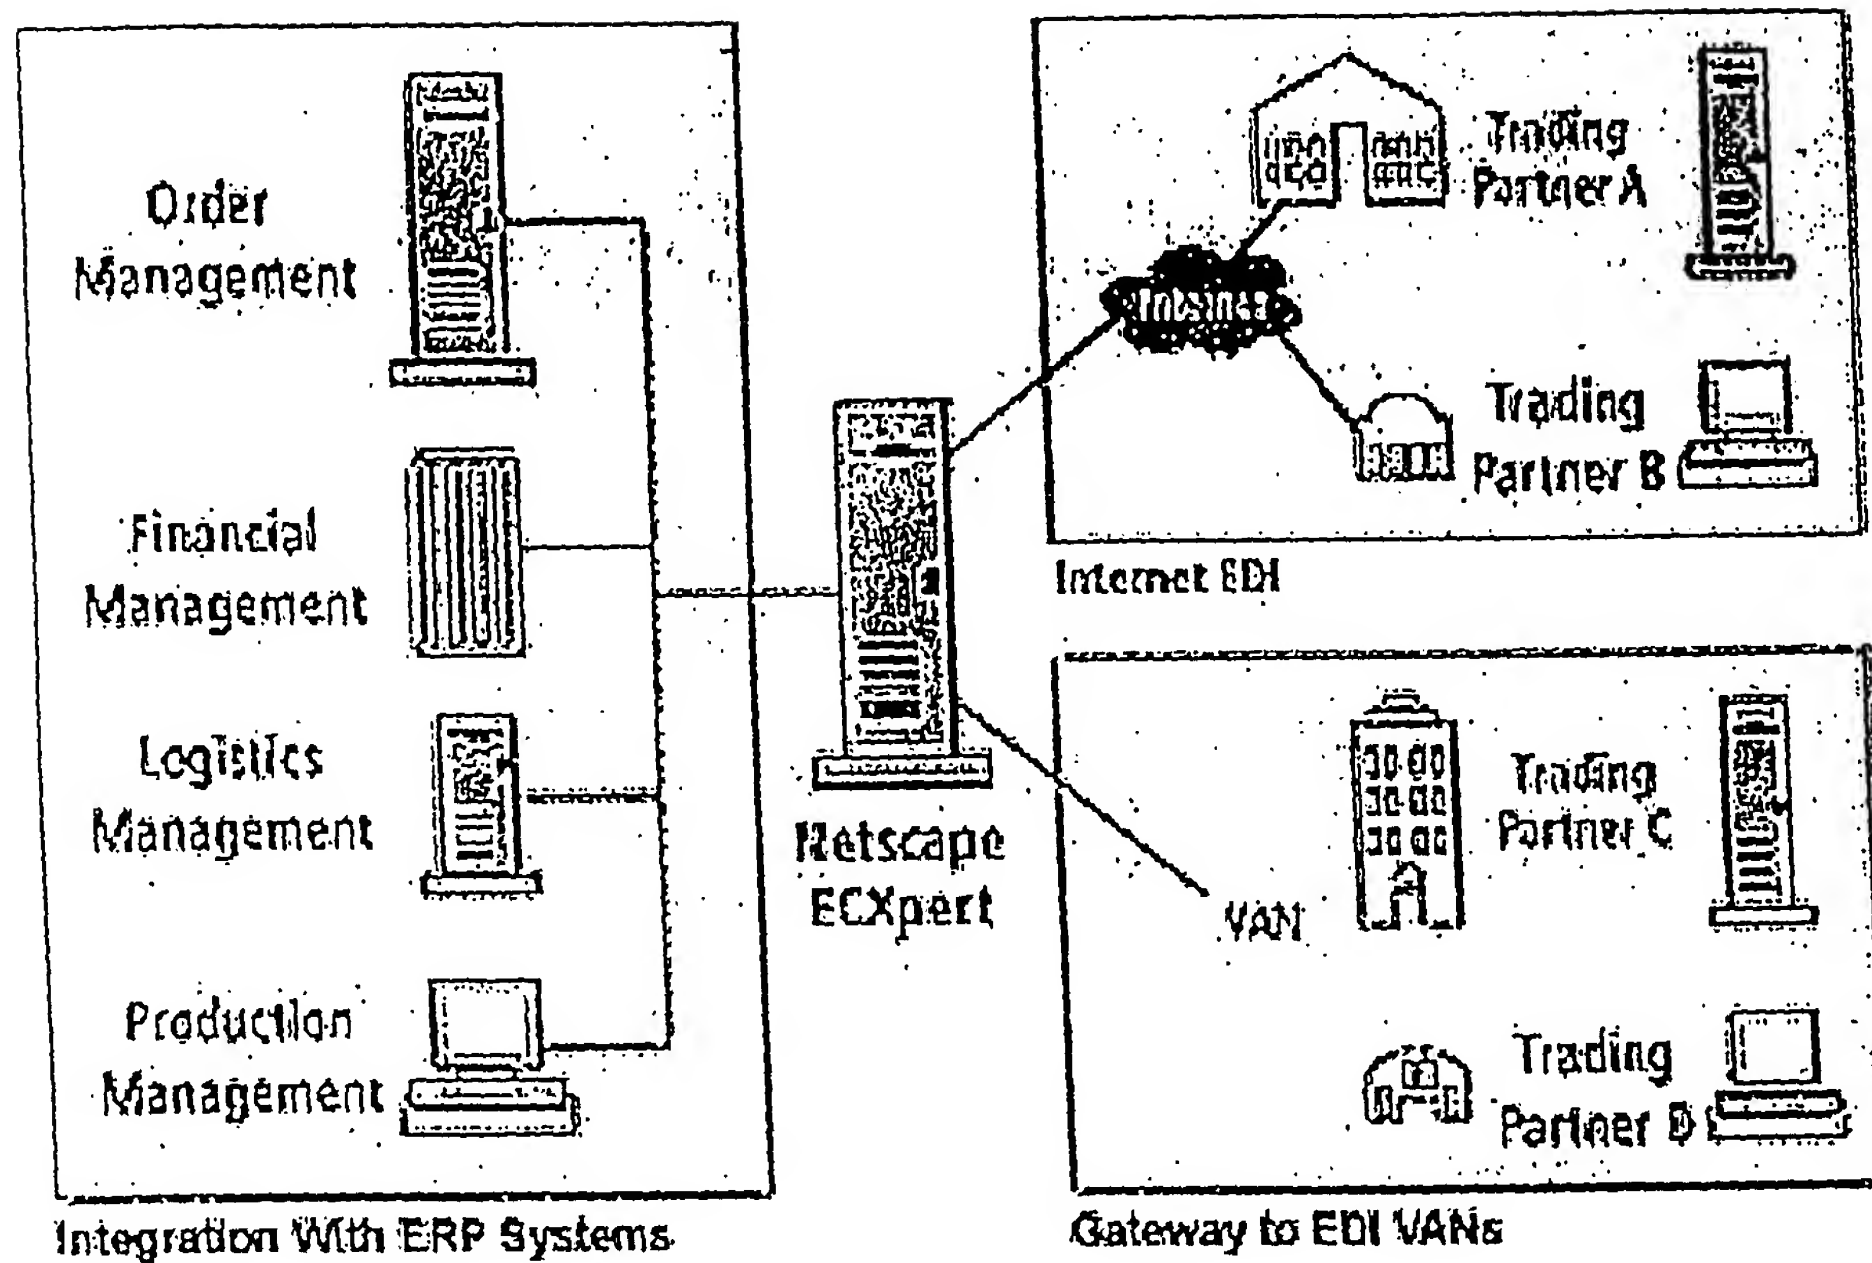 Order
Management
Financial
Management
Logistics
Management
Production
Management
Integration With ERP Systems
Netscape
ECXpert
Internet
Trading
Partner A
Trading
Partner B
Internet EDI
Trading
Partner C
VAN
Trading
Partner D
Gateway to EDI VANs